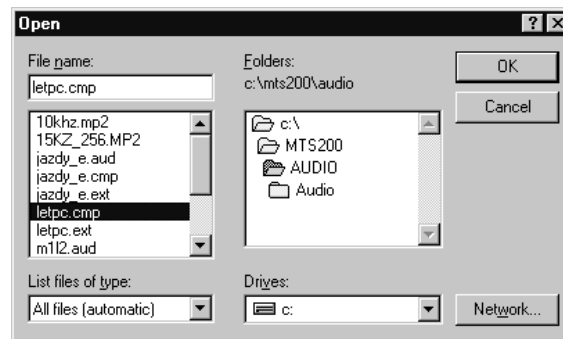 Open
File name:
letpc.cmp
10khz.mp2
15KZ_256.MP2
jazdy_e.aud
jazdy_e.cmp
jazdy_e.ext
letpc.cmp
letpc.ext
m1l2.aud
List files of type:
All files (automatic)
Folders:
c:\mts200\audio
c:\
MTS200
AUDIO
Audio
Drives:
c:
OK
Cancel
Network...